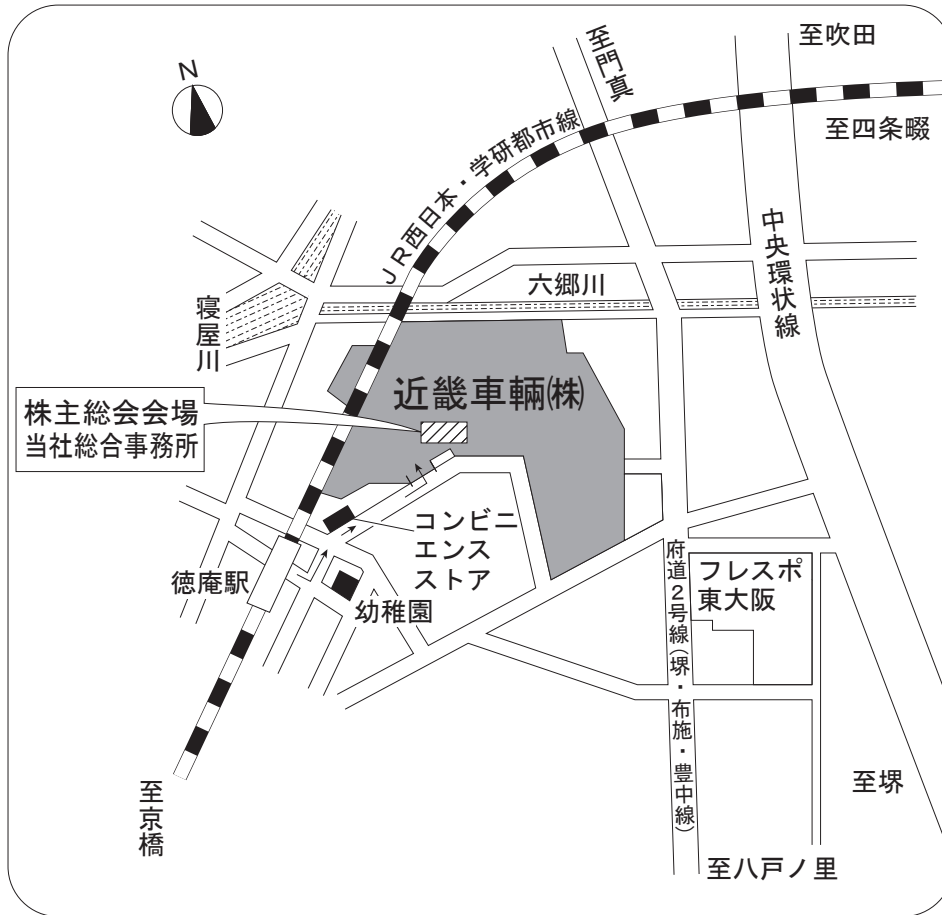 N
至門真
至吹田
至四条畷
JR西日本・学研都市線
中央環状線
六郷川
寝屋川
近畿車輛㈱
株主総会会場
当社総合事務所
コンビニ
エンス
ストア
徳庵駅
幼稚園
府道2号線(堺・布施・豊中線)
フレスポ
東大阪
至京橋
至堺
至八戸ノ里